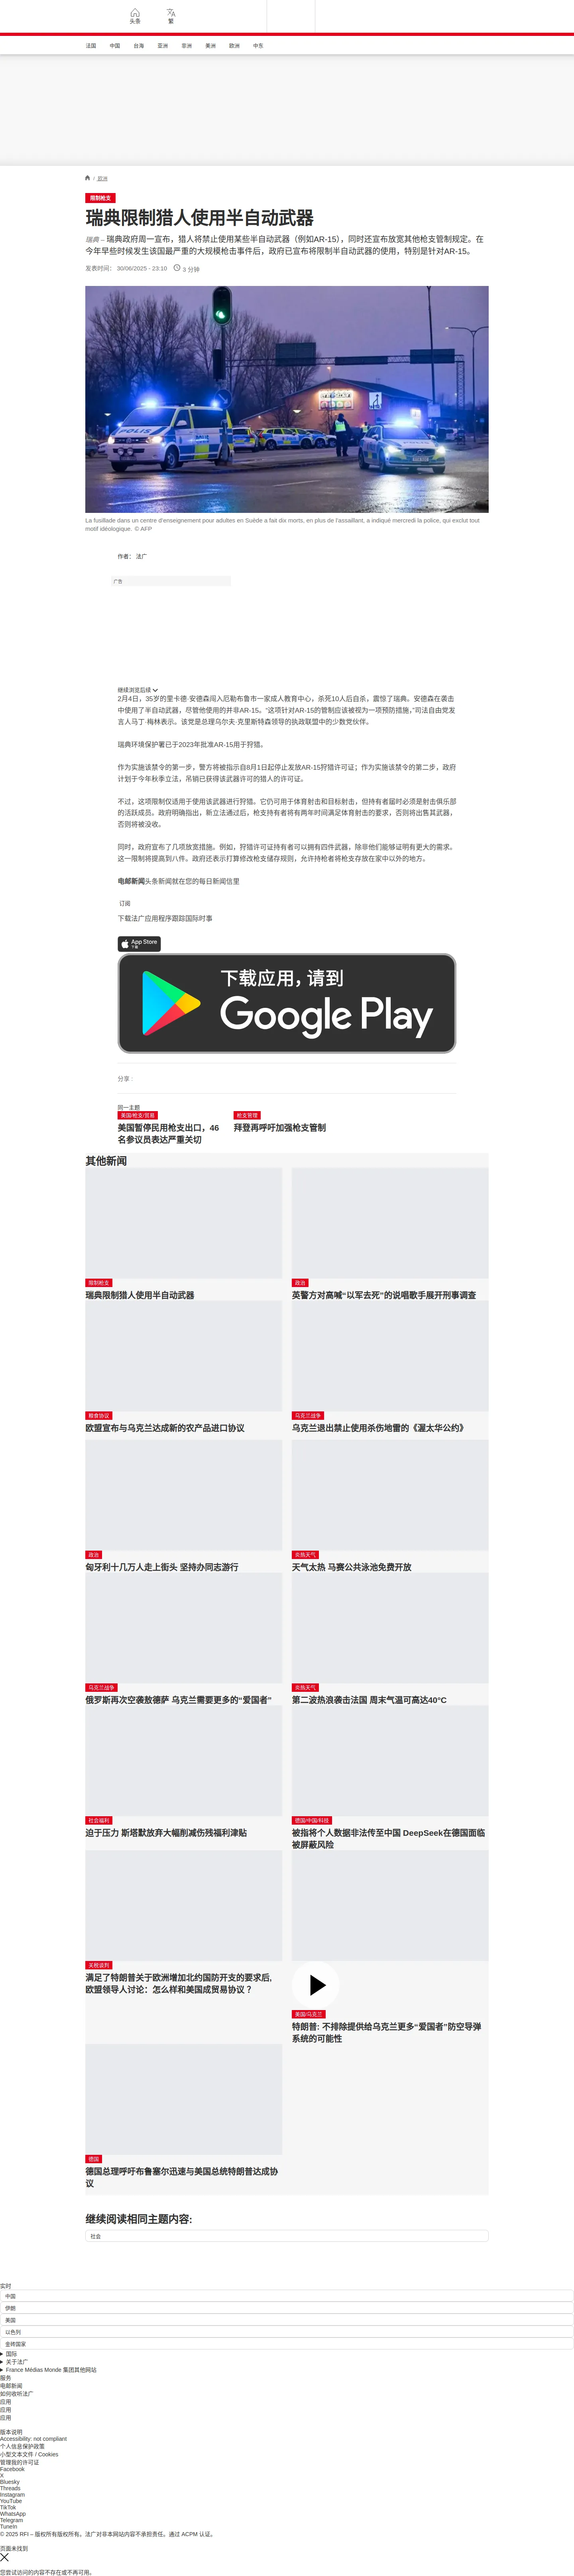 头条
繁
法国
中国
台海
亚洲
非洲
美洲
欧洲
中东
/ 欧洲
限制枪支
瑞典限制猎人使用半自动武器
瑞典 – 瑞典政府周一宣布，猎人将禁止使用某些半自动武器（例如AR-15），同时还宣布放宽其他枪支管制规定。在
今年早些时候发生该国最严重的大规模枪击事件后，政府已宣布将限制半自动武器的使用，特别是针对AR-15。
发表时间： 30/06/2025 - 23:10
3 分钟
POLIS
La fusillade dans un centre d'enseignement pour adultes en Suède a fait dix morts, en plus de l'assaillant, a indiqué mercredi la police, qui exclut tout
motif idéologique. © AFP
作者： 法广
广告
继续浏览后续
2月4日，35岁的里卡德·安德森闯入厄勒布鲁市一家成人教育中心，杀死10人后自杀，震惊了瑞典。安德森在袭击
中使用了半自动武器，尽管他使用的并非AR-15。“这项针对AR-15的管制应该被视为一项预防措施，”司法自由党发
言人马丁·梅林表示。该党是总理乌尔夫·克里斯特森领导的执政联盟中的少数党伙伴。
瑞典环境保护署已于2023年批准AR-15用于狩猎。
作为实施该禁令的第一步，警方将被指示自8月1日起停止发放AR-15狩猎许可证；作为实施该禁令的第二步，政府
计划于今年秋季立法，吊销已获得该武器许可的猎人的许可证。
不过，这项限制仅适用于使用该武器进行狩猎。它仍可用于体育射击和目标射击，但持有者届时必须是射击俱乐部
的活跃成员。政府明确指出，新立法通过后，枪支持有者将有两年时间满足体育射击的要求，否则将出售其武器，
否则将被没收。
同时，政府宣布了几项放宽措施。例如，狩猎许可证持有者可以拥有四件武器，除非他们能够证明有更大的需求。
这一限制将提高到八件。政府还表示打算修改枪支储存规则，允许持枪者将枪支存放在家中以外的地方。
电邮新闻头条新闻就在您的每日新闻信里
订阅
下载法广应用程序跟踪国际时事
App Store
下载
下载应用，请到
Google Play
分享 :
同一主题
美国/枪支/贸易
美国暂停民用枪支出口，46
名参议员表达严重关切
枪支管理
拜登再呼吁加强枪支管制
其他新闻
限制枪支
瑞典限制猎人使用半自动武器
政治
英警方对高喊“以军去死”的说唱歌手展开刑事调查
粮食协议
欧盟宣布与乌克兰达成新的农产品进口协议
乌克兰战争
乌克兰退出禁止使用杀伤地雷的《渥太华公约》
政治
匈牙利十几万人走上街头 坚持办同志游行
炎热天气
天气太热 马赛公共泳池免费开放
乌克兰战争
俄罗斯再次空袭敖德萨 乌克兰需要更多的“爱国者”
炎热天气
第二波热浪袭击法国 周末气温可高达40°C
社会福利
迫于压力 斯塔默放弃大幅削减伤残福利津贴
德国/中国/科技
被指将个人数据非法传至中国 DeepSeek在德国面临
被屏蔽风险
关税谈判
满足了特朗普关于欧洲增加北约国防开支的要求后，
欧盟领导人讨论：怎么样和美国成贸易协议 ?
美国/乌克兰
特朗普: 不排除提供给乌克兰更多“爱国者”防空导弹
系统的可能性
德国
德国总理呼吁布鲁塞尔迅速与美国总统特朗普达成协
议
继续阅读相同主题内容:
社会
实时
中国
伊朗
美国
以色列
金砖国家
国际
关于法广
France Médias Monde 集团其他网站
服务
电邮新闻
如何收听法广
应用
应用
应用
版本说明
Accessibility: not compliant
个人信息保护政策
小型文本文件 / Cookies
管理我的许可证
Facebook
X
Bluesky
Threads
Instagram
YouTube
TikTok
WhatsApp
Telegram
TuneIn
© 2025 RFI – 版权所有版权所有。法广对非本网站内容不承担责任。通过 ACPM 认证。
页面未找到
您尝试访问的内容不存在或不再可用。